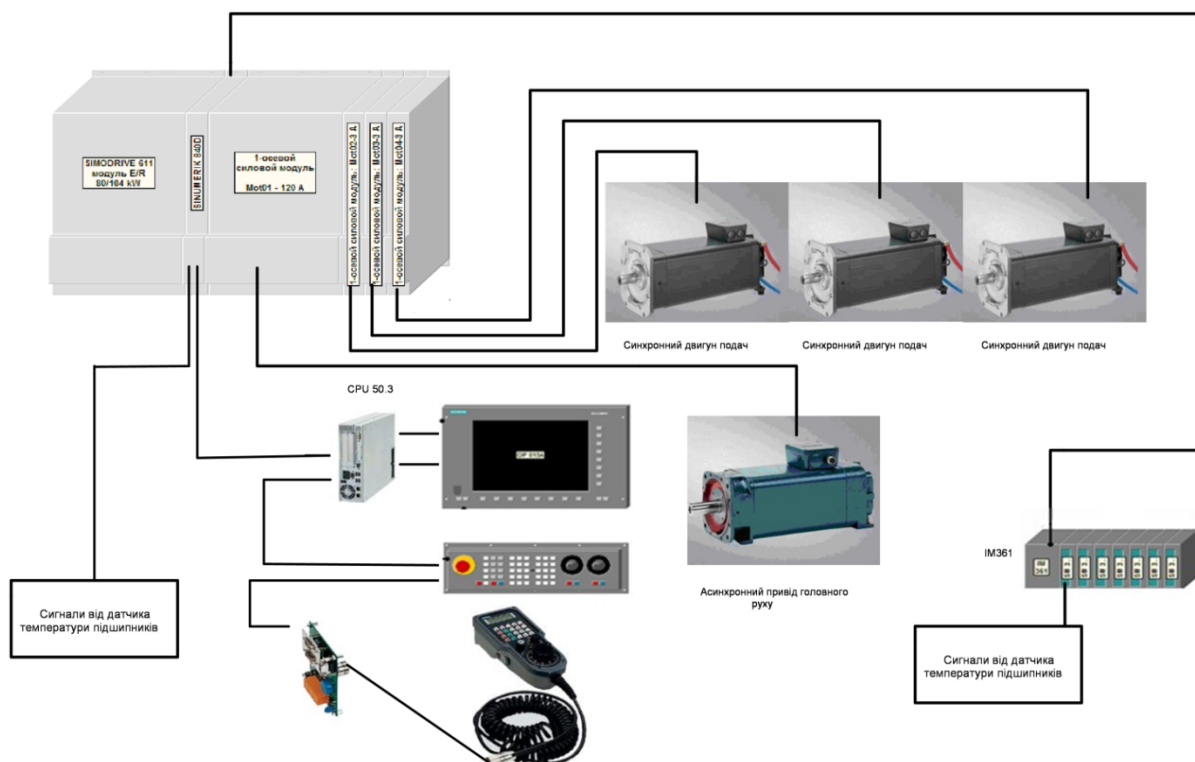 SIMODRIVE 611
модуль E/R
80/104 kW
SINUMERIK 840D
1-осевой
силовой модуль
Mot01 - 120 A
1-осевой силовой модуль: Mot02-3 A
1-осевой силовой модуль: Mot03-3 A
1-осевой силовой модуль: Mot04-3 A
Синхронний двигун подач
Синхронний двигун подач
Синхронний двигун подач
CPU 50.3
OP 015A
IM361
IM
361
Асинхронний привід головного
руху
Сигнали від датчика
температури підшипників
Сигнали від датчика
температури підшипників